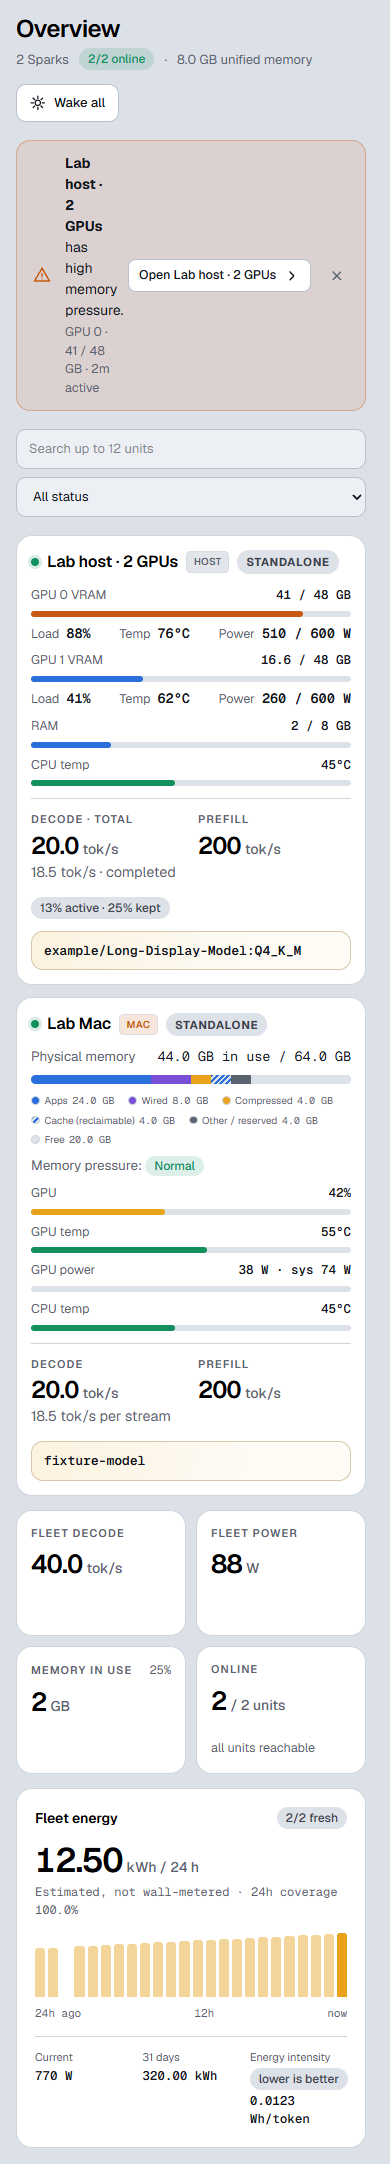 Overview
2 Sparks 2/2 online · 8.0 GB unified memory
Wake all
Lab
host ·
2
GPUs
has
high
memory
pressure.
GPU 0 ·
41 / 48
GB · 2m
active
Open Lab host · 2 GPUs
Search up to 12 units
All status
Lab host · 2 GPUs HOST STANDALONE
GPU 0 VRAM 41 / 48 GB
Load 88% Temp 76°C Power 510 / 600 W
GPU 1 VRAM 16.6 / 48 GB
Load 41% Temp 62°C Power 260 / 600 W
RAM 2 / 8 GB
CPU temp 45°C
DECODE · TOTAL PREFILL
20.0 tok/s 200 tok/s
18.5 tok/s · completed
13% active · 25% kept
example/Long-Display-Model:Q4_K_M
Lab Mac MAC STANDALONE
Physical memory 44.0 GB in use / 64.0 GB
Apps 24.0 GB Wired 8.0 GB Compressed 4.0 GB
Cache (reclaimable) 4.0 GB Other / reserved 4.0 GB
Free 20.0 GB
Memory pressure: Normal
GPU 42%
GPU temp 55°C
GPU power 38 W · sys 74 W
CPU temp 45°C
DECODE PREFILL
20.0 tok/s 200 tok/s
18.5 tok/s per stream
fixture-model
FLEET DECODE FLEET POWER
40.0 tok/s 88 W
MEMORY IN USE 25% ONLINE
2 GB 2 / 2 units
all units reachable
Fleet energy 2/2 fresh
12.50 kWh / 24 h
Estimated, not wall-metered · 24h coverage
100.0%
24h ago 12h now
Current 31 days Energy intensity
770 W 320.00 kWh lower is better
0.0123
Wh/token